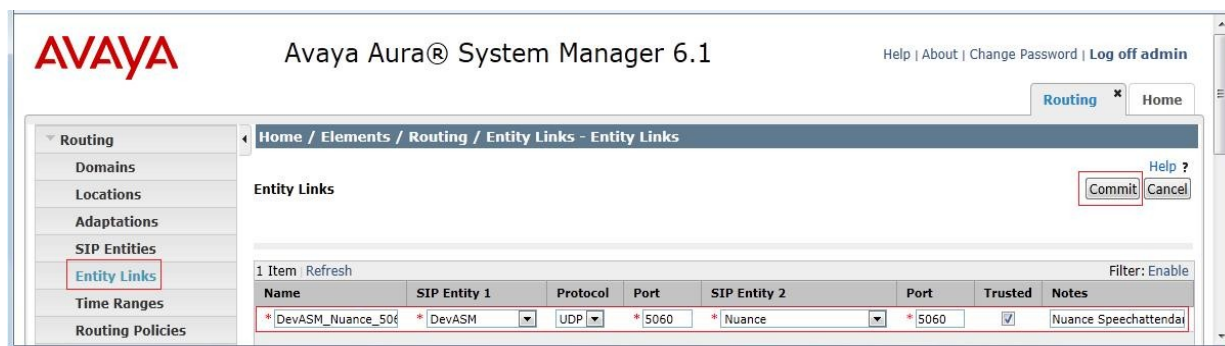 AVAYA
Avaya Aura® System Manager 6.1
Help | About | Change Password | Log off admin
Routing × Home
Routing
Domains
Locations
Adaptations
SIP Entities
Entity Links
Time Ranges
Routing Policies
Home / Elements / Routing / Entity Links - Entity Links
Help ?
Entity Links
Commit Cancel
1 Item | Refresh
Filter: Enable
Name SIP Entity 1 Protocol Port SIP Entity 2 Port Trusted Notes
* DevASM_Nuance_506 * DevASM UDP * 5060 * Nuance * 5060 Nuance Speechattendan